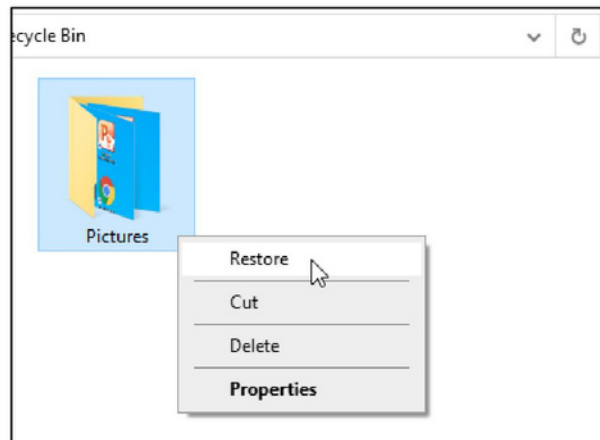 ecycle Bin
Pictures
Restore
Cut
Delete
Properties